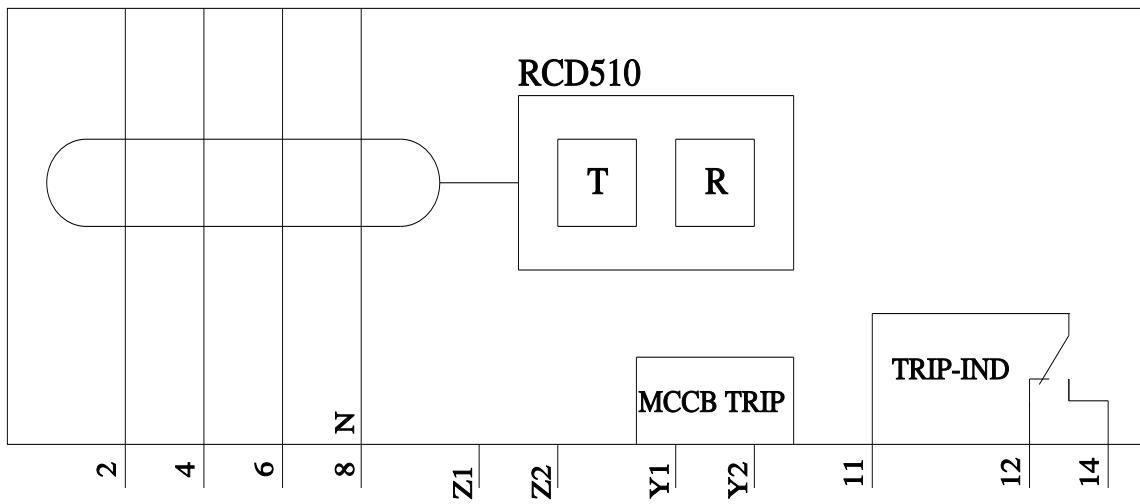 RCD510
T R
TRIP-IND
MCCB TRIP
N
2 4 6 8 Z1 Z2 Y1 Y2 11 12 14